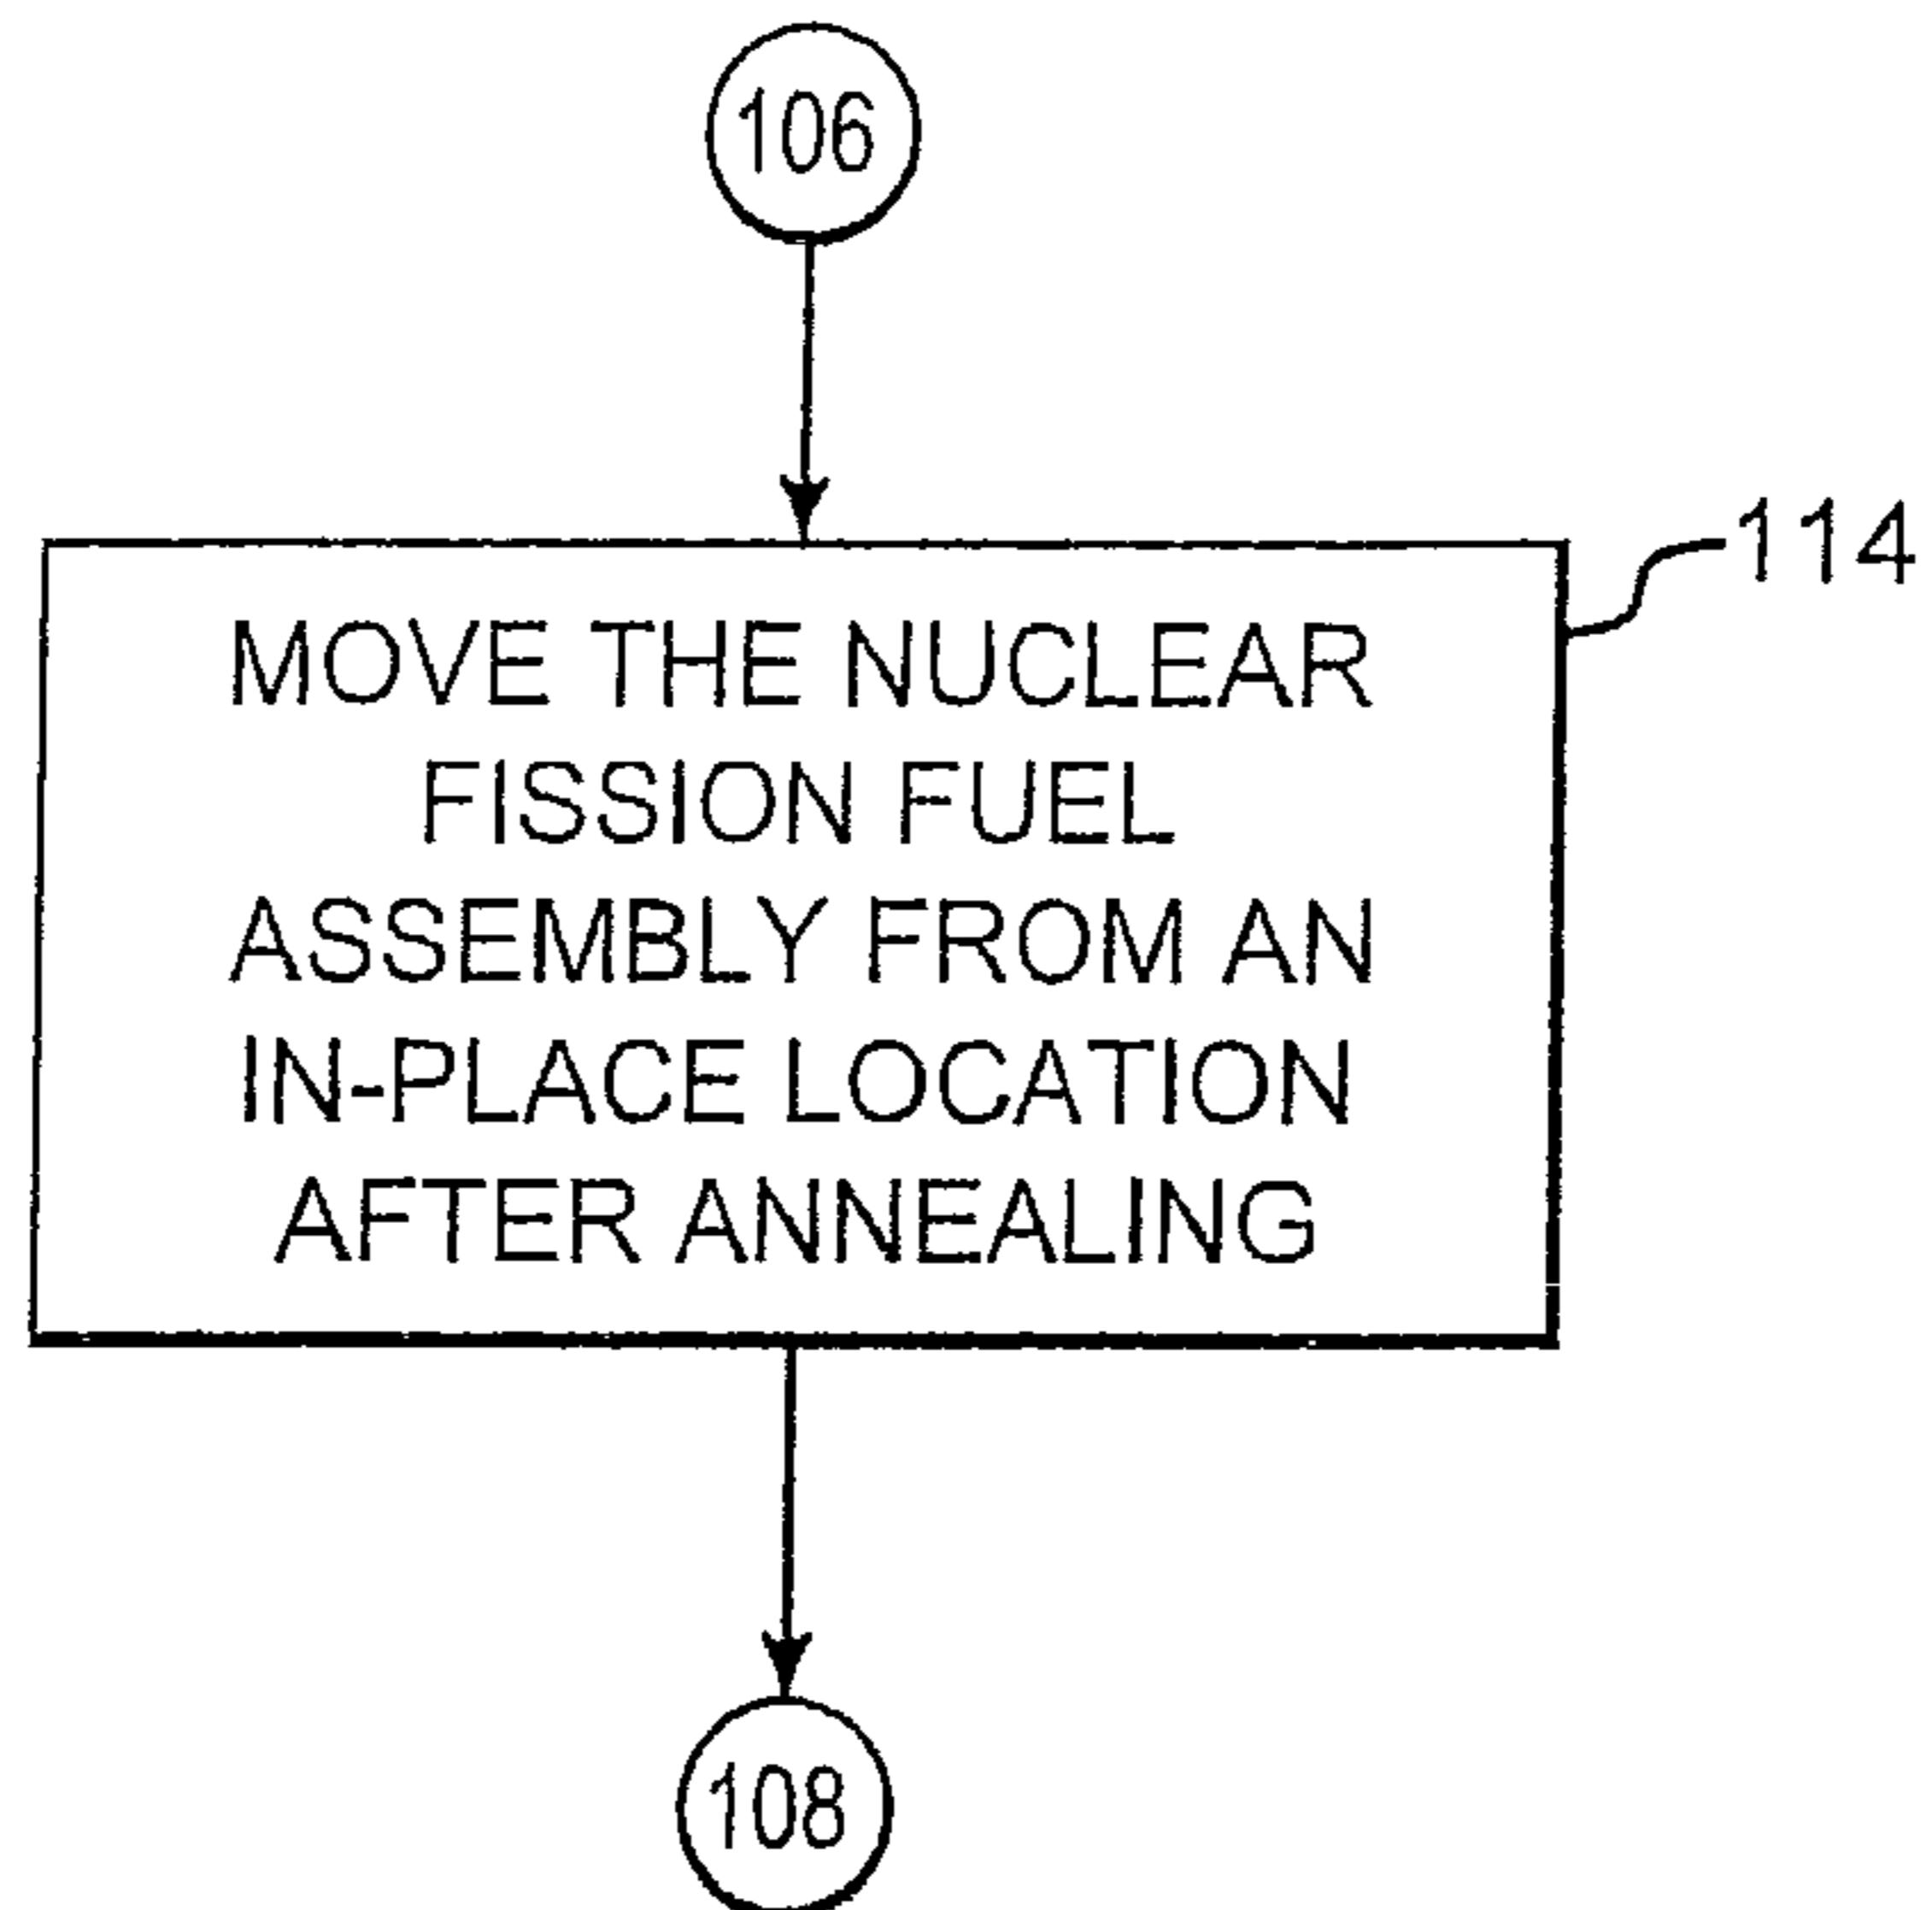 106
114
MOVE THE NUCLEAR
FISSION FUEL
ASSEMBLY FROM AN
IN-PLACE LOCATION
AFTER ANNEALING
108